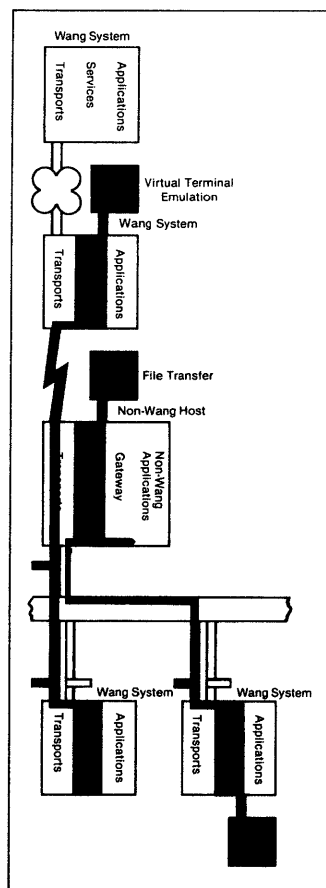 Wang System
Applications
Services
Transports
Virtual Terminal
Emulation
Wang System
Applications
Transports
File Transfer
Non-Wang Host
Non-Wang
Applications
Gateway
Wang System
Applications
Transports
Wang System
Applications
Transports